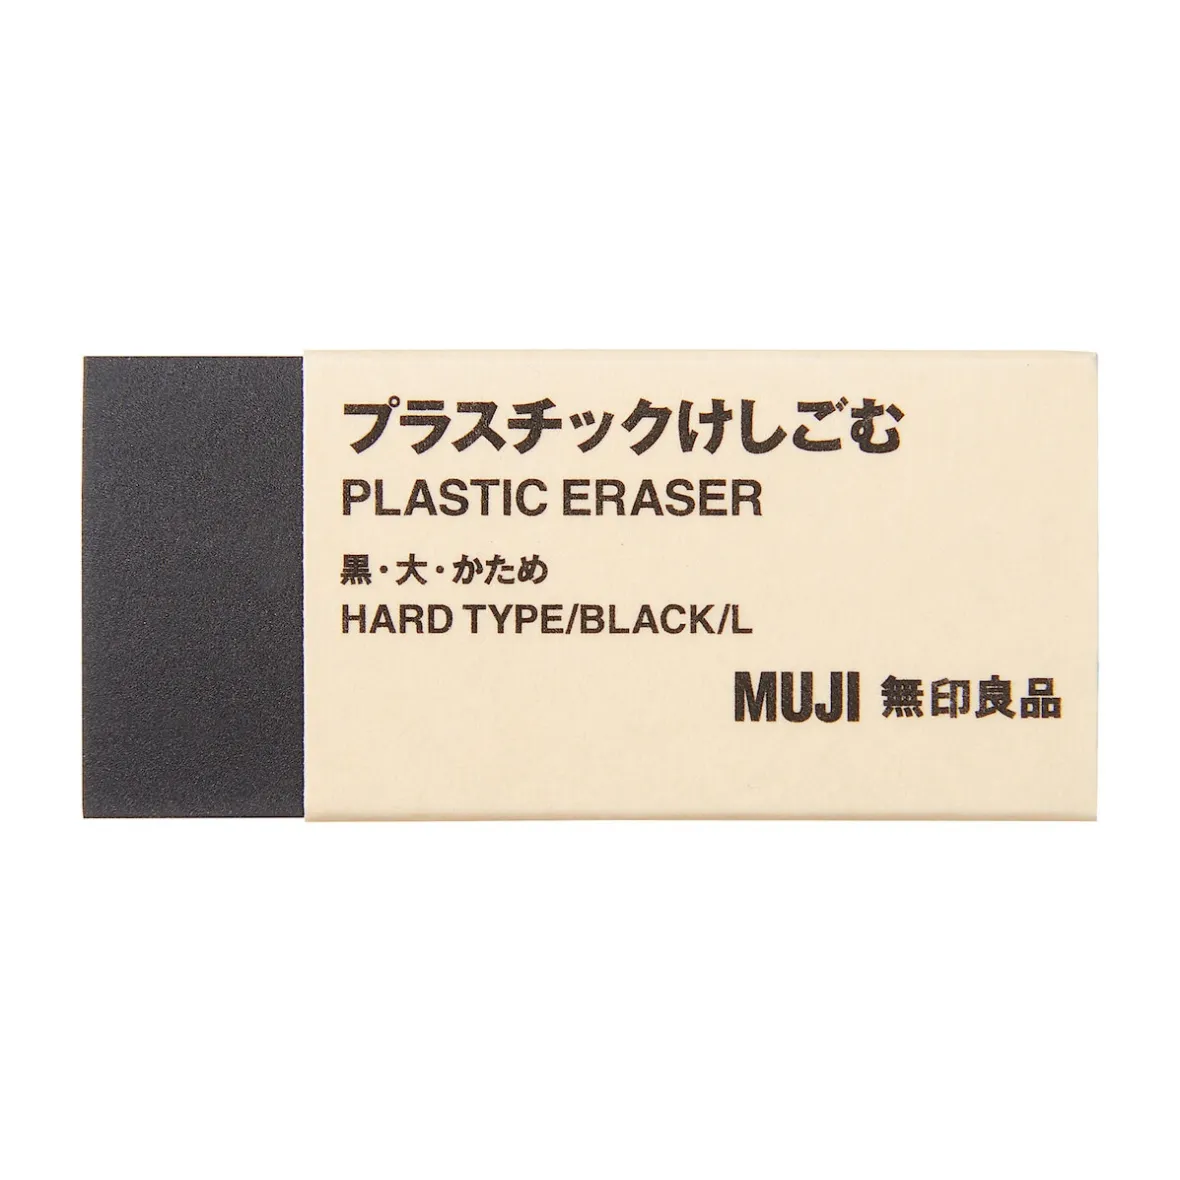 プラスチックけしごむ
PLASTIC ERASER
黒・大・かため
HARD TYPE/BLACK/L
MUJI 無印良品